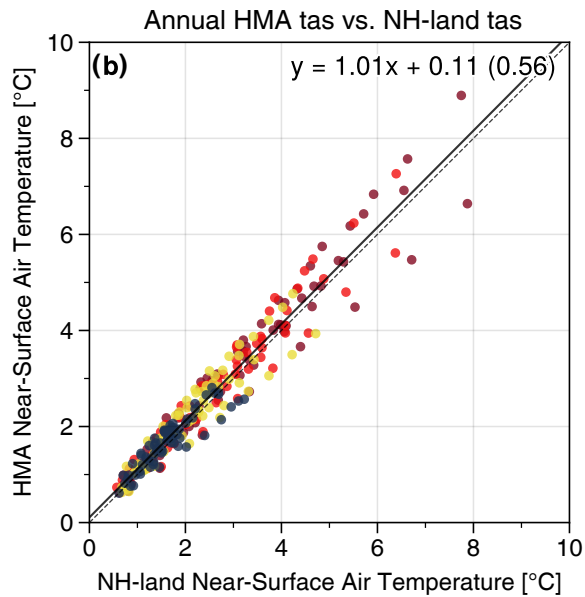 Annual HMA tas vs. NH-land tas
(b)
y = 1.01x + 0.11 (0.56)
HMA Near-Surface Air Temperature [°C]
10
8
6
4
2
0
0 2 4 6 8 10
NH-land Near-Surface Air Temperature [°C]